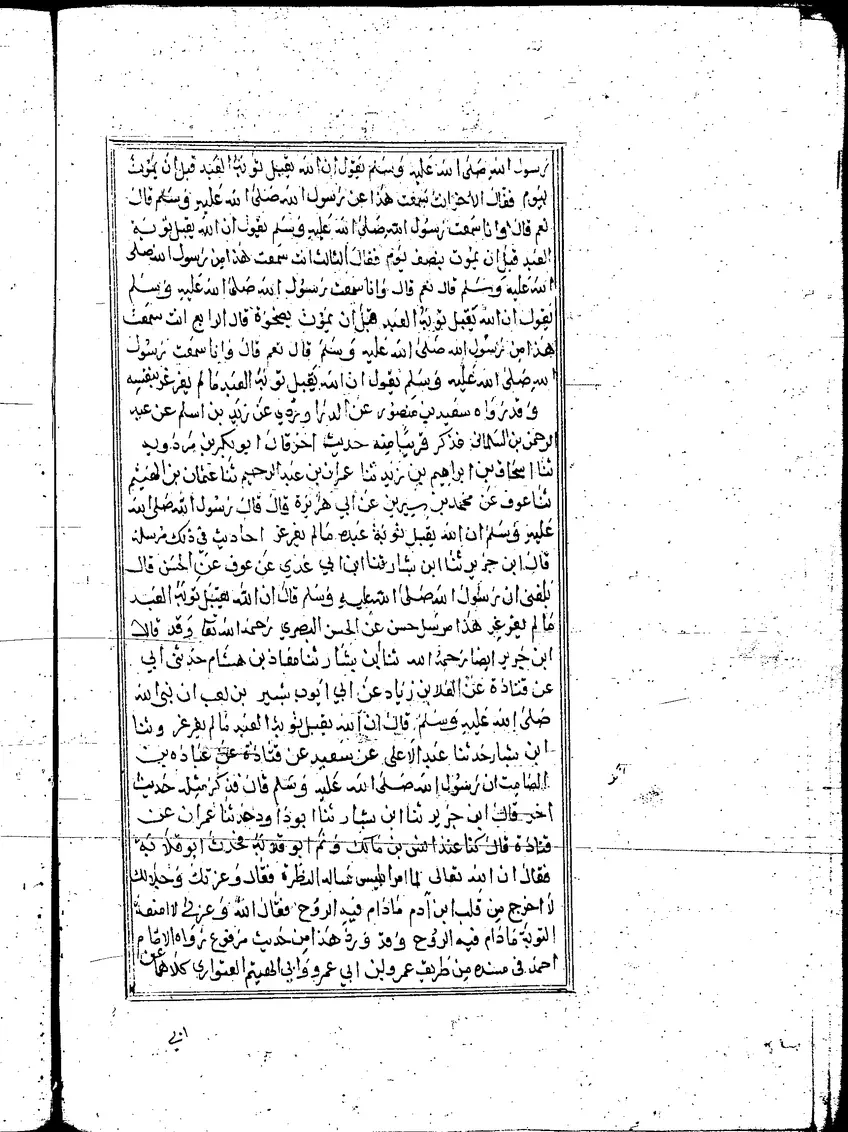 رسول الله صلى الله عليه وسلم يقول ان الله يقبل توبة العبد قبل ان يموت
بيوم فقال الاخر انت سمعت هذا عن رسول الله صلى الله عليه وسلم قال
نعم قال وانا سمعت رسول الله صلى الله عليه وسلم يقول ان الله يقبل توبة
العبد قبل ان يموت بنصف يوم فقال الثالث انت سمعت هذا من رسول الله صلى
الله عليه وسلم قال نعم قال وانا سمعت رسول الله صلى الله عليه وسلم
يقول ان الله يقبل توبة العبد قبل ان يموت بضحوة قال الرابع انت سمعت
هذا من رسول الله صلى الله عليه وسلم قال نعم قال وانا سمعت رسول
الله صلى الله عليه وسلم يقول ان الله يقبل توبة العبد ما لم يغرغر بنفسه
وقد رواه سعيد بن منصور عن الدراوردي عن زيد بن اسلم عن عبد
الرحمن بن السلماني فذكر قريبا منه حديث اخر قال ابو بكر بن مردويه
ثنا اسحاق بن ابراهيم بن زيد ثنا عمران بن عبد الرحيم ثنا عثمان بن الهيثم
ثنا عوف عن محمد بن سيرين عن ابي هريرة قال قال رسول الله صلى الله
عليه وسلم ان الله يقبل توبة عبده ما لم يغرغر احاديث في ذلك مرسلة
قال ابن جرير ثنا ابن بشار ثنا ابن ابي عدي عن عوف عن الحسن قال
بلغني ان رسول الله صلى الله عليه وسلم قال ان الله يقبل توبة العبد
ما لم يغرغر هذا مرسل حسن عن الحسن البصري رحمه الله تعا وقد قالا
ابن جرير ايضا رحمه الله ثنا ابن بشار ثنا معاذ بن هشام حدثني أبي
عن قتادة عن العلا بن زياد عن ابي ايوب بشير بن لعب ان نبي الله
صلى الله عليه وسلم قال ان الله يقبل توبة العبد ما لم يغرغر وثنا
ابن بشار حدثنا عبد الاعلى عن سعيد عن قتادة عن عبادة بن
الصامت ان رسول الله صلى الله عليه وسلم قال فذكر مثله حديث
اخر قال ابن جرير ثنا ابن بشار ثنا ابو داود حدثنا عمران عن
قتادة قال كنا عند انس بن مالك وثم ابو قلابة فحدث ابو قلابة
فقال ان الله تعالى لما ابليس ساله النظرة فقال وعزتك وجلالك
لا اخرج من قلب ابن آدم ما دام فيه الروح فقال الله وعزتي لا امنعه
التوبة ما دام فيه الروح وقد ورد هذا من حديث مرفوع رواه الامام
احمد في مسنده من طريق عمرو بن ابي عمرو وابي الهيثم العتواري كلاهما عن
ابي